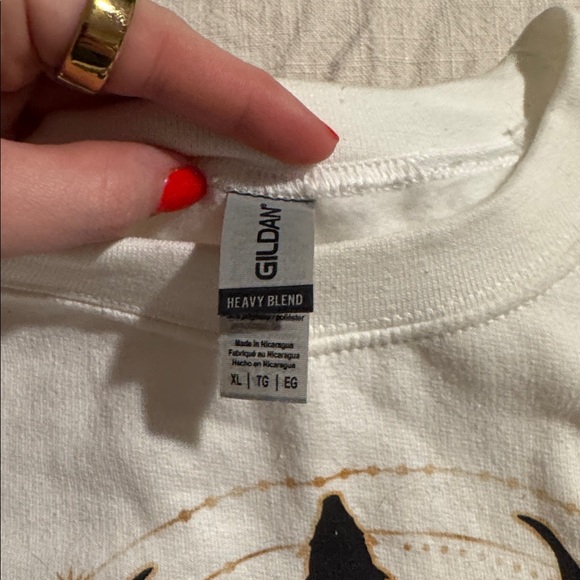 GILDAN®
HEAVY BLEND
Made in Nicaragua
Fabriqué au Nicaragua
Hecho en Nicaragua
XL | TG | EG